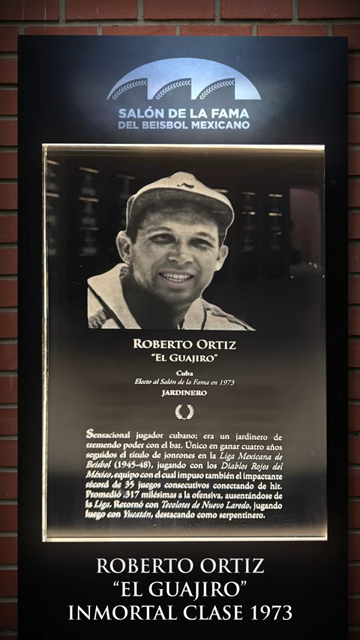 SALÓN DE LA FAMA
DEL BEISBOL MEXICANO
ROBERTO ORTIZ
"EL GUAJIRO"
Cuba
Electo al Salón de la Fama en 1973
JARDINERO
Sensacional jugador cubano; era un jardinero de
tremendo poder con el bat. Único en ganar cuatro años
seguidos el título de jonrones en la Liga Mexicana de
Beisbol (1945-48), jugando con los Diablos Rojos del
México, equipo con el cual impuso también el impactante
récord de 35 juegos consecutivos conectando de hit.
Promedió .317 milésimas a la ofensiva, ausentándose de
la Liga. Retornó con Tecolotes de Nuevo Laredo, jugando
luego con Yucatán, destacando como serpentinero.
ROBERTO ORTIZ
"EL GUAJIRO"
INMORTAL CLASE 1973